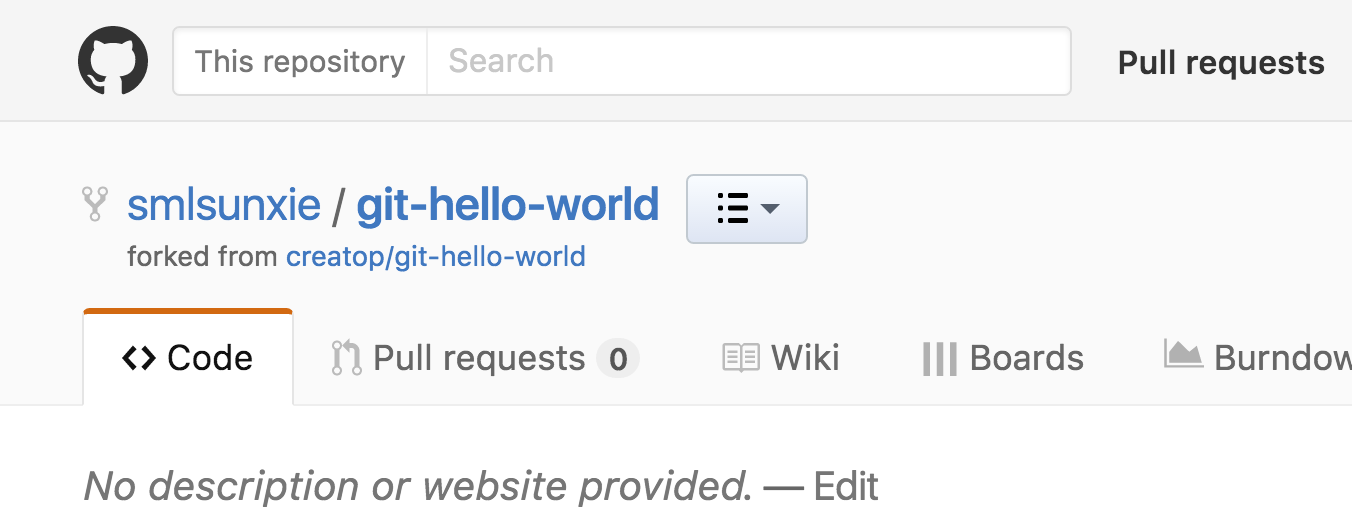 This repository Search Pull requests
smlsunxie / git-hello-world
forked from creatop/git-hello-world
Code Pull requests 0 Wiki Boards Burndow
No description or website provided. — Edit